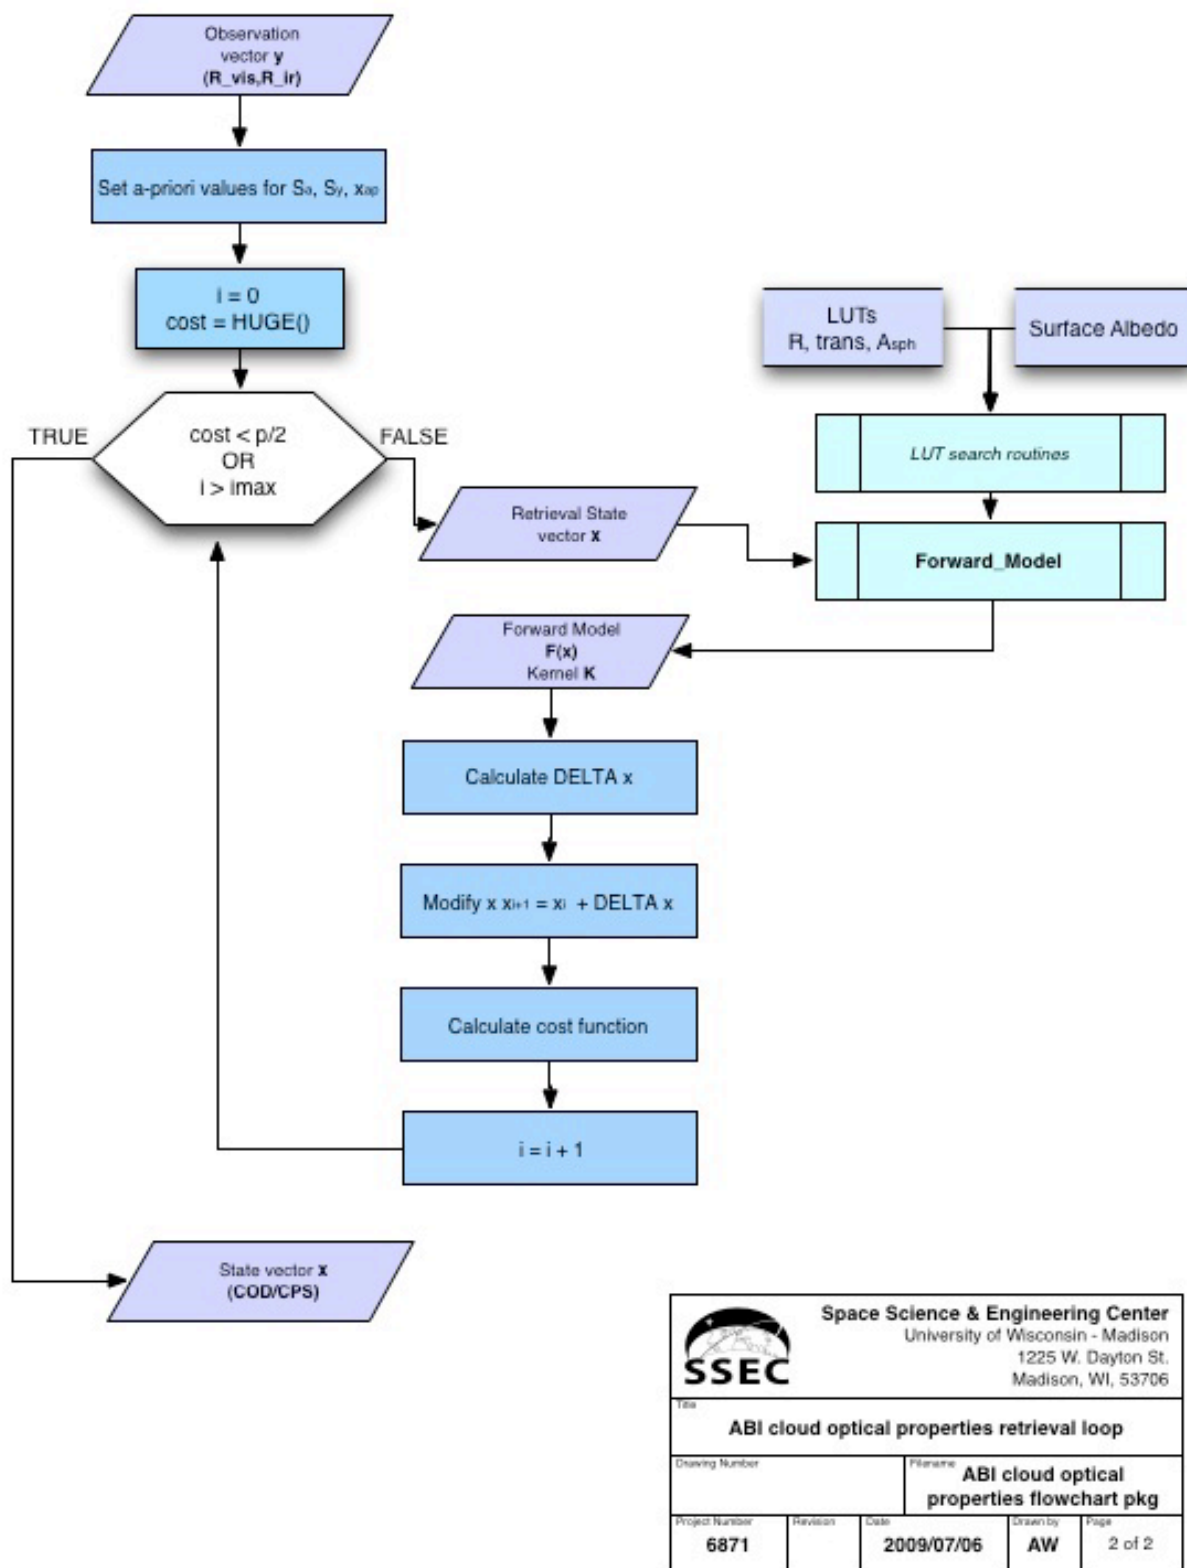 Observation
vector y
(R_vis,R_ir)
Set a-priori values for Sa, Sy, xap
i = 0
cost = HUGE()
LUTs
R, trans, Asph
Surface Albedo
TRUE
cost < p/2
OR
i > imax
FALSE
LUT search routines
Retrieval State
vector x
Forward_Model
Forward Model
F(x)
Kernel K
Calculate DELTA x
Modify x xi+1 = xi + DELTA x
Calculate cost function
i = i + 1
State vector x
(COD/CPS)
SSEC
Space Science & Engineering Center
University of Wisconsin - Madison
1225 W. Dayton St.
Madison, WI, 53706
Title
ABI cloud optical properties retrieval loop
Drawing Number
Filename
ABI cloud optical
properties flowchart pkg
Project Number
6871
Revision
Date
2009/07/06
Drawn by
AW
Page
2 of 2